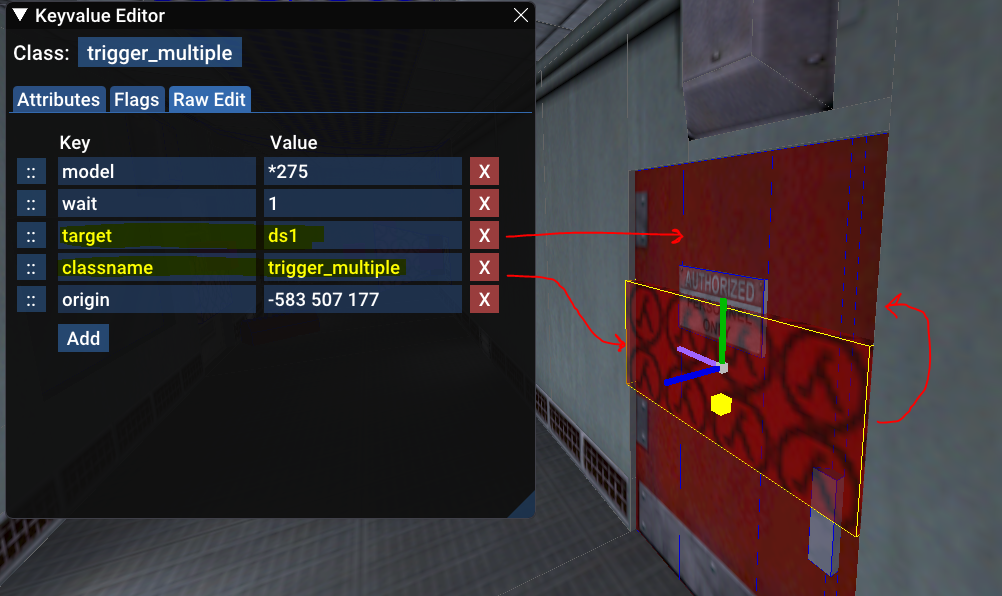 Keyvalue Editor
Class: trigger_multiple
Attributes Flags Raw Edit
Key Value
:: model *275 X
:: wait 1 X
:: target ds1 X
:: classname trigger_multiple X
:: origin -583 507 177 X
Add
AUTHORIZED
ONLY